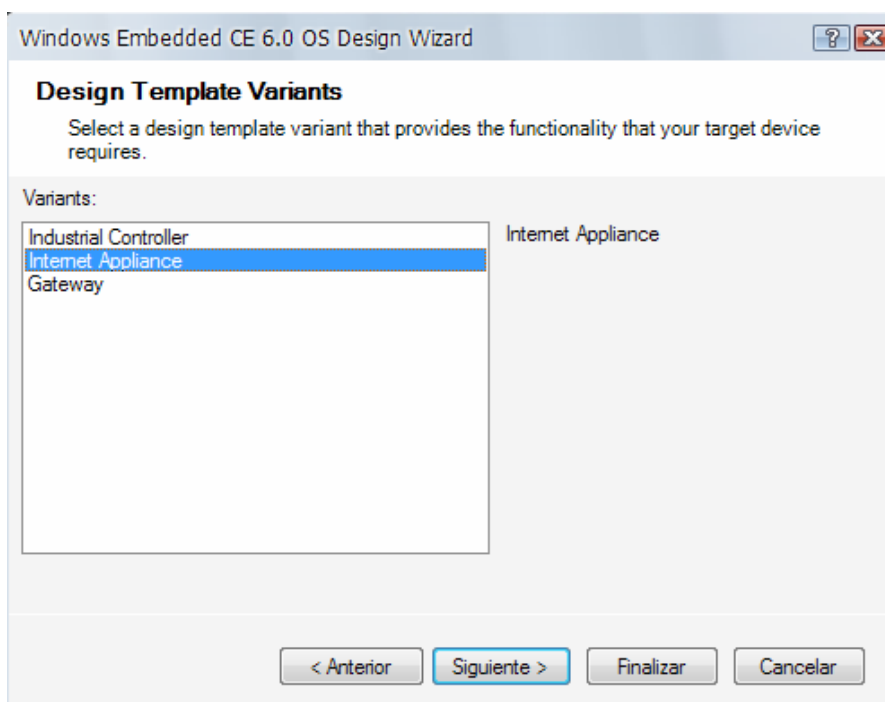 Windows Embedded CE 6.0 OS Design Wizard
Design Template Variants
Select a design template variant that provides the functionality that your target device
requires.
Variants:
Industrial Controller
Internet Appliance
Gateway
Internet Appliance
< Anterior
Siguiente >
Finalizar
Cancelar